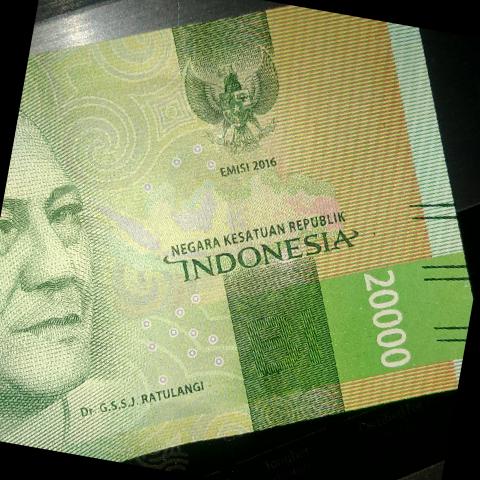 EMISI 2016
NEGARA KESATUAN REPUBLIK
INDONESIA
20000
Dr. G.S.S.J. RATULANGI